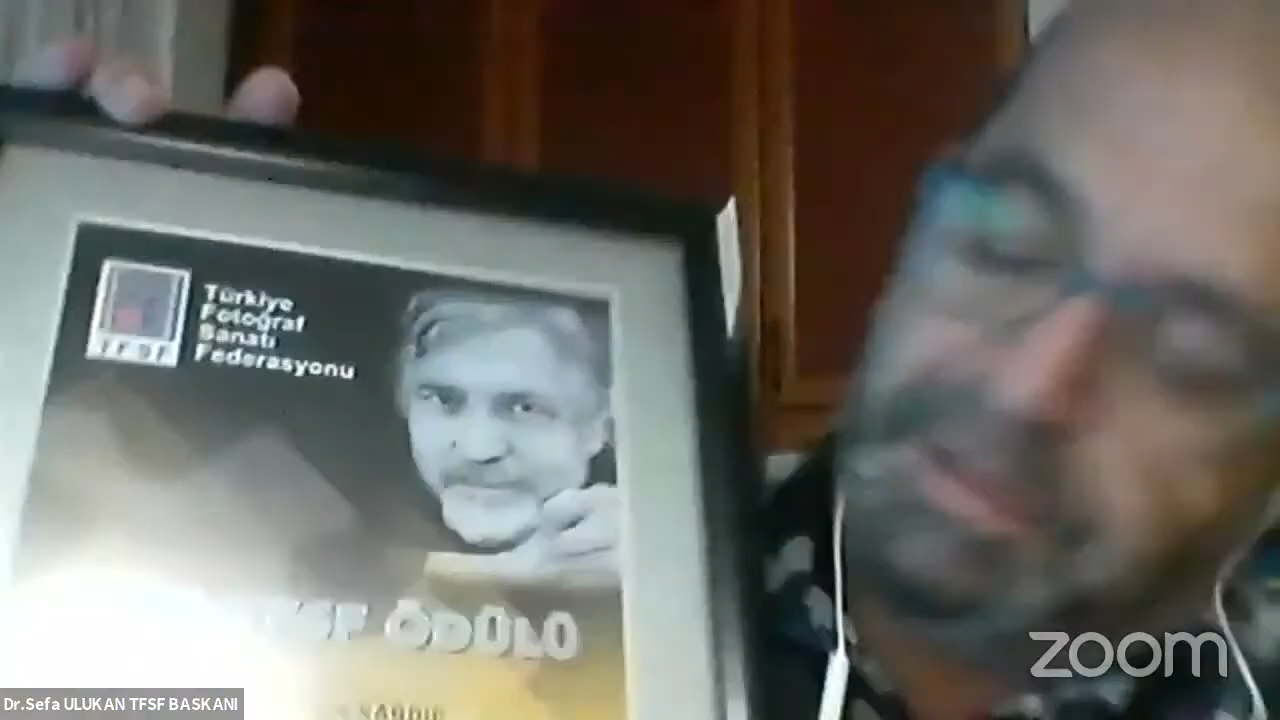 Türkiye
Fotoğraf
Sanatı
Federasyonu
TFSF
ÖDÜLÜ
Dr.Sefa ULUKAN TFSF BASKANI
zoom